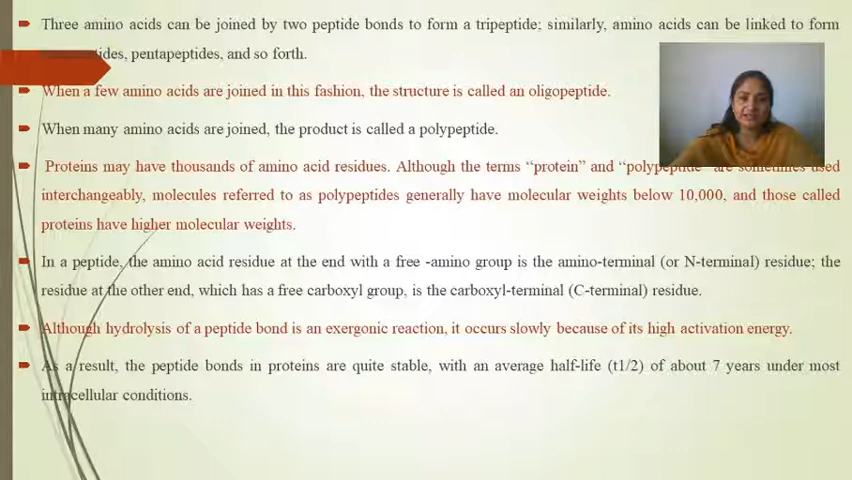 Three amino acids can be joined by two peptide bonds to form a tripeptide; similarly, amino acids can be linked to form
pentapeptides, and so forth.
When a few amino acids are joined in this fashion, the structure is called an oligopeptide.
When many amino acids are joined, the product is called a polypeptide.
Proteins may have thousands of amino acid residues. Although the terms “protein” and “polypeptide” are sometimes used
interchangeably, molecules referred to as polypeptides generally have molecular weights below 10,000, and those called
proteins have higher molecular weights.
In a peptide, the amino acid residue at the end with a free -amino group is the amino-terminal (or N-terminal) residue; the
residue at the other end, which has a free carboxyl group, is the carboxyl-terminal (C-terminal) residue.
Although hydrolysis of a peptide bond is an exergonic reaction, it occurs slowly because of its high activation energy.
As a result, the peptide bonds in proteins are quite stable, with an average half-life (t1/2) of about 7 years under most
intracellular conditions.